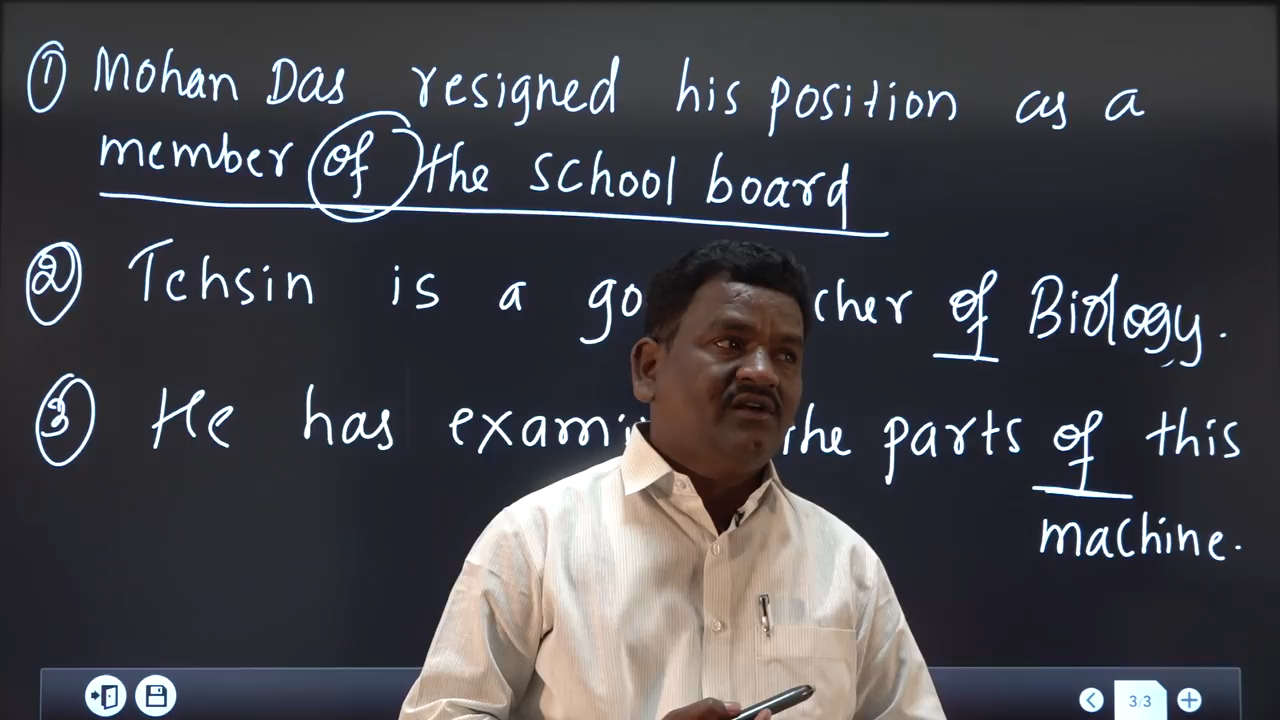 ① Mohan Das resigned his position as a
member of the school board
② Tehsin is a go cher of Biology.
③ He has exami the parts of this
machine.
3/3